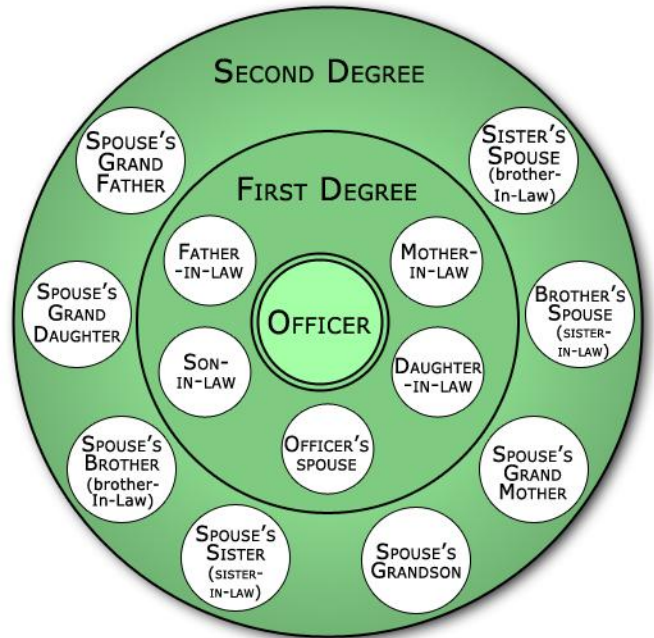 SECOND DEGREE
SPOUSE'S
GRAND
FATHER
SISTER'S
SPOUSE
(brother-
In-Law)
FIRST DEGREE
FATHER
-IN-LAW
MOTHER-
IN-LAW
OFFICER
SPOUSE'S
GRAND
DAUGHTER
BROTHER'S
SPOUSE
(SISTER-
IN-LAW)
SON-
IN-LAW
DAUGHTER
-IN-LAW
OFFICER'S
SPOUSE
SPOUSE'S
BROTHER
(brother-
In-Law)
SPOUSE'S
GRAND
MOTHER
SPOUSE'S
SISTER
(SISTER-
IN-LAW)
SPOUSE'S
GRANDSON